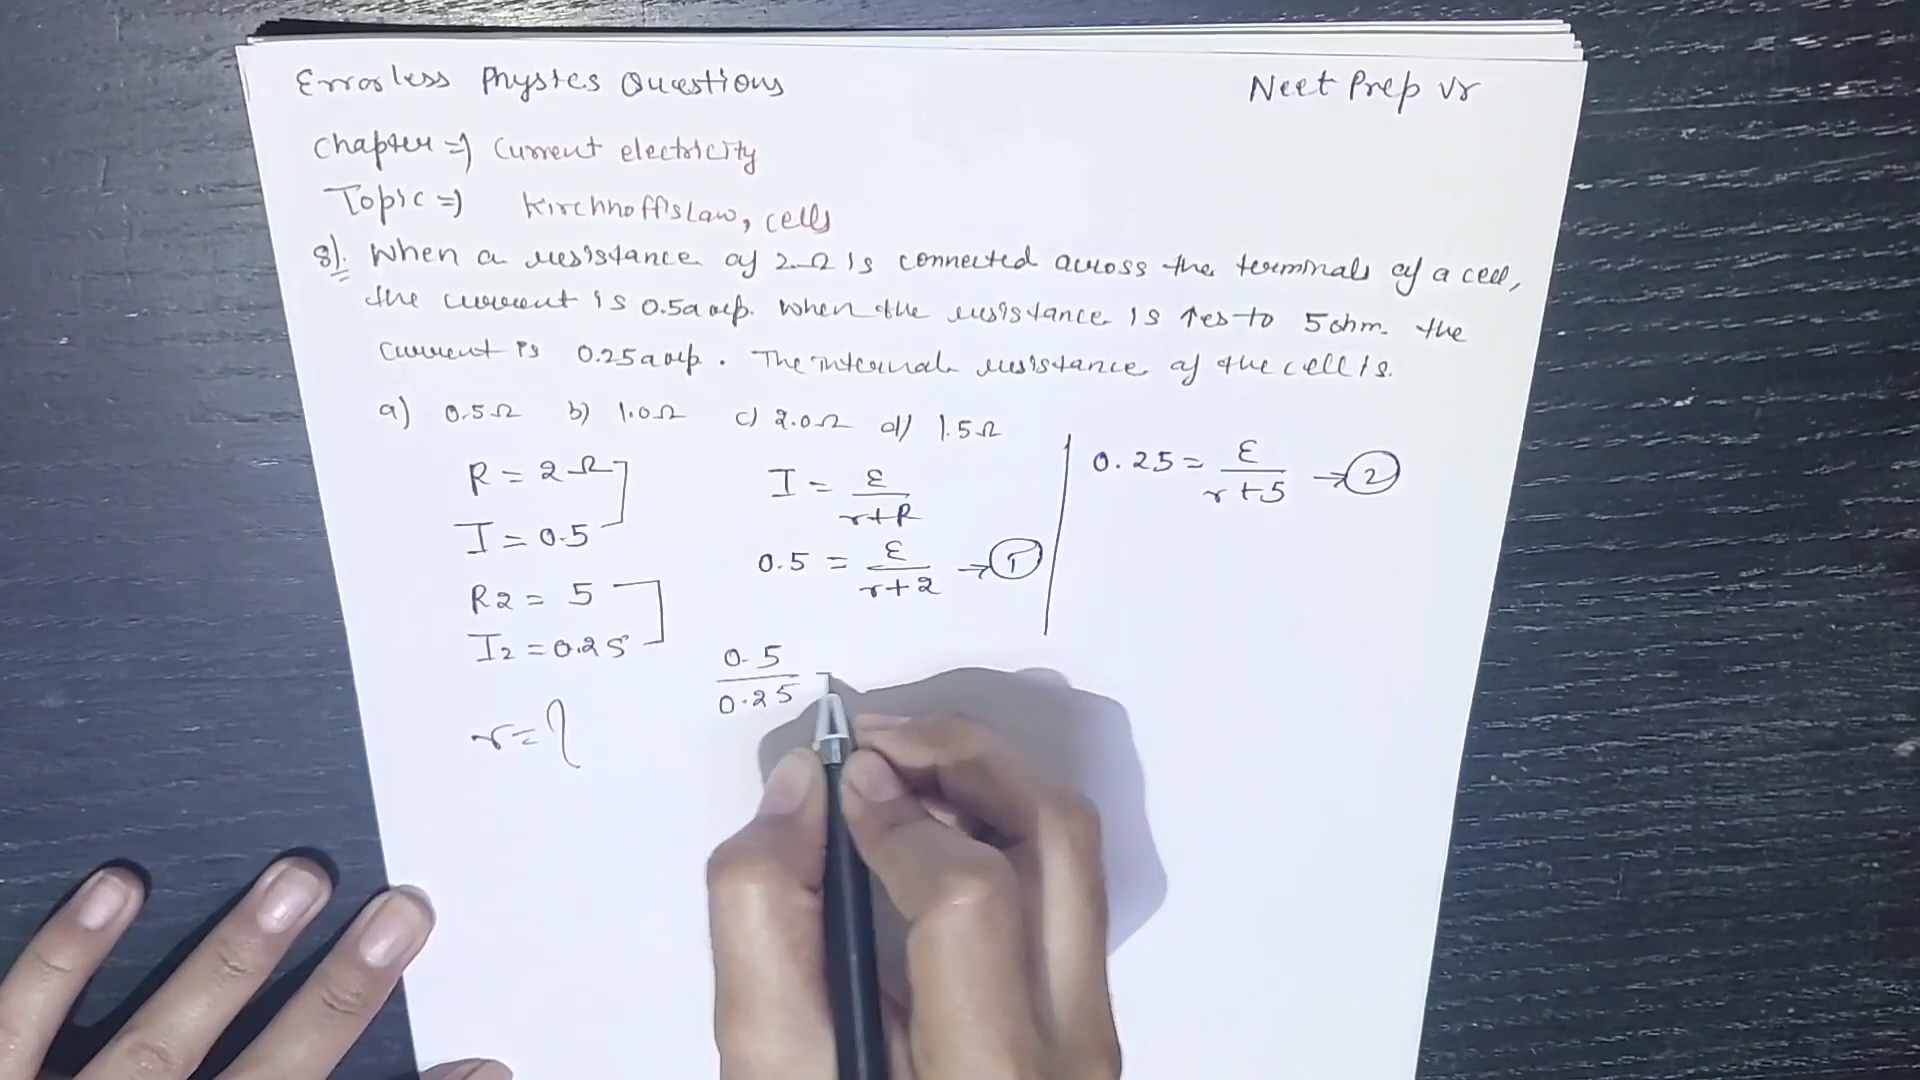 Errorless Physics Questions
Neet Prep Vr
Chapter ⇒ Current electricity
Topic ⇒ Kirchhoff's Law, cells
8). When a resistance of 2Ω is connected across the terminals of a cell,
the current is 0.5 amp. When the resistance is ↑es to 5 ohm. the
current is 0.25 amp. The internal resistance of the cell is.
a) 0.5Ω b) 1.0Ω c) 2.0Ω d) 1.5Ω
R = 2Ω
I = 0.5
R2 = 5
I2 = 0.25
r = ?
I = ε/r+R
0.5 = ε/r+2 → 1
0.5/0.25
0.25 = ε/r+5 → 2